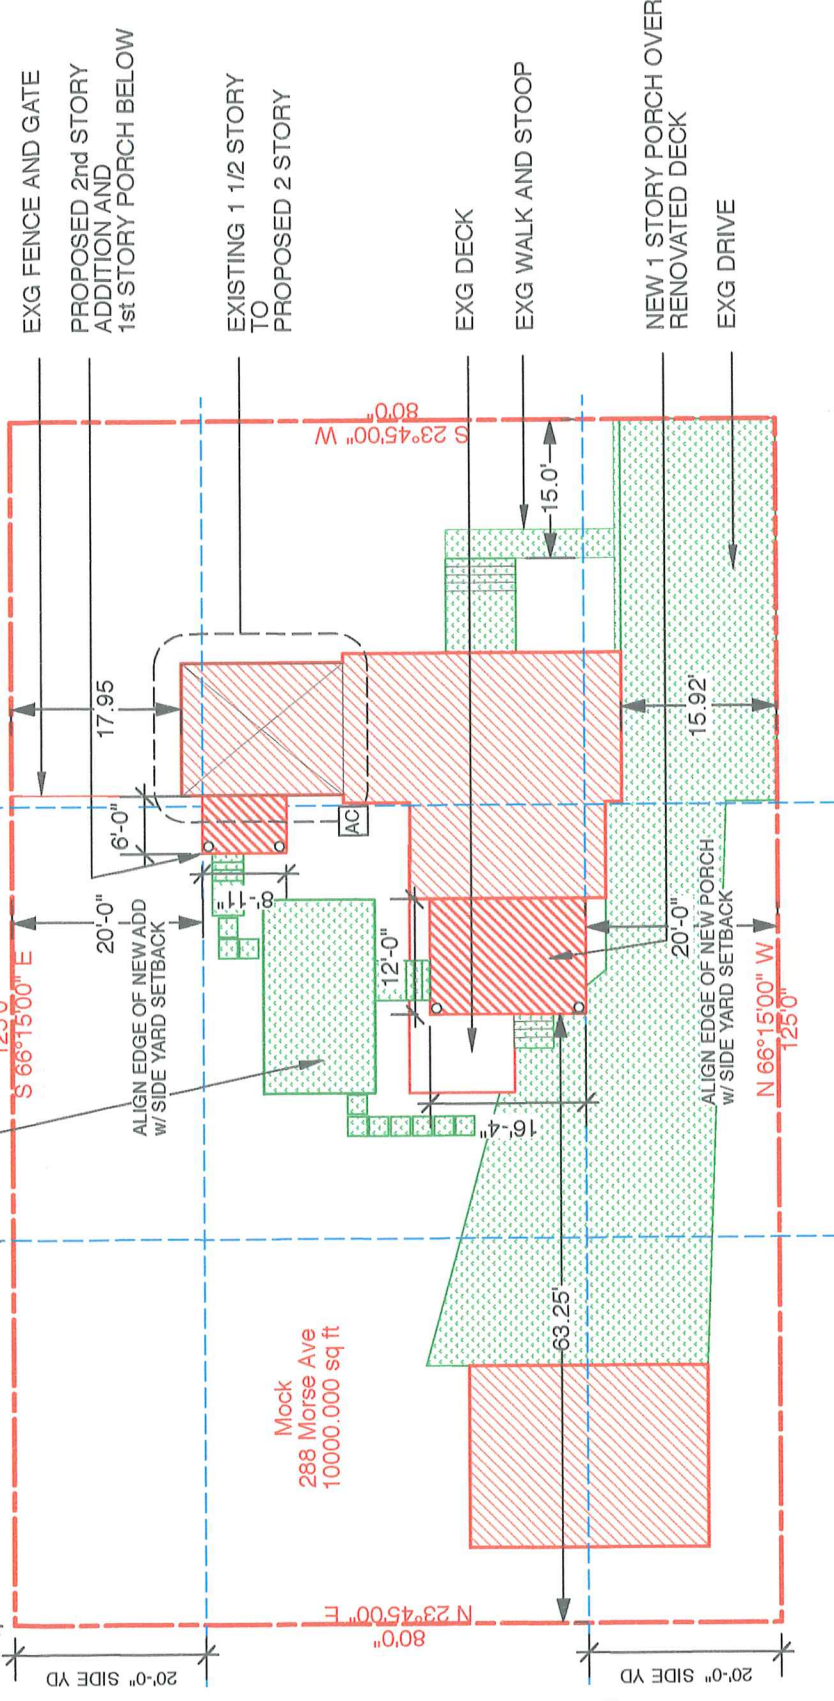 EXG FENCE AND GATE
PROPOSED 2nd STORY
ADDITION AND
1st STORY PORCH BELOW
EXISTING 1 1/2 STORY
TO
PROPOSED 2 STORY
EXG DECK
EXG WALK AND STOOP
NEW 1 STORY PORCH OVER
RENOVATED DECK
EXG DRIVE
S 23°45'00" W
80'0"
15.0'
17.95
15.92'
6'-0"
AC
8'-11"
20'-0"
S 66°15'00" E
ALIGN EDGE OF NEW ADD
w/ SIDE YARD SETBACK
12'-0"
20'-0"
ALIGN EDGE OF NEW PORCH
w/ SIDE YARD SETBACK
N 66°15'00" W
125'0"
16'-4"
63.25'
Mock
288 Morse Ave
10000.000 sq ft
N 23°45'00" E
80'0"
20'-0" SIDE YD
20'-0" SIDE YD